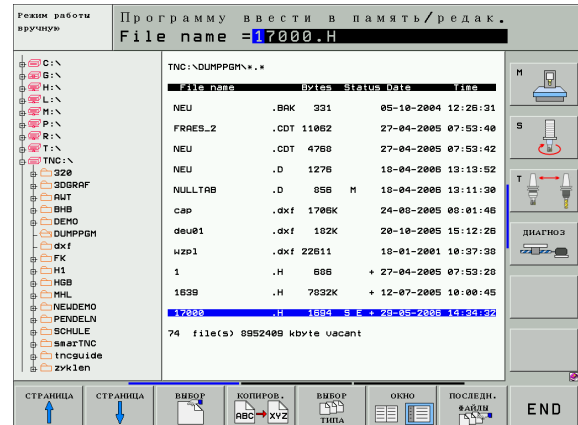 Режим работы
вручную
Программу ввести в память/редак.
File name =17000.H
C:\
G:\
H:\
L:\
M:\
P:\
R:\
T:\
TNC:\
320
3DGRAF
AWT
BHB
DEMO
DUMPPGM
dxf
FK
H1
HGB
MHL
NEWDEMO
PENDELN
SCHULE
smarTNC
tncguide
zyklen
TNC:\DUMPPGM\*.*
File name Bytes Status Date Time
NEU .BAK 331 05-10-2004 12:26:31
FRAES_2 .CDT 11062 27-04-2005 07:53:40
NEU .CDT 4768 27-04-2005 07:53:42
NEU .D 1276 18-04-2006 13:13:52
NULLTAB .D 856 M 18-04-2006 13:11:30
cap .dxf 1706K 24-08-2005 08:01:46
deu01 .dxf 182K 20-10-2005 15:12:26
wzpl .dxf 22611 18-01-2001 10:37:38
1 .H 686 + 27-04-2005 07:53:28
1639 .H 7832K + 12-07-2005 10:00:45
17000 .H 1694 S E + 29-05-2006 14:34:32
74 file(s) 8952409 kbyte vacant
M
S
T
ДИАГНОЗ
СТРАНИЦА
СТРАНИЦА
ВЫБОР
КОПИРОВ.
ABC
XYZ
ВЫБОР
ТИПА
ОКНО
ПОСЛЕДН.
ФАЙЛЫ
END